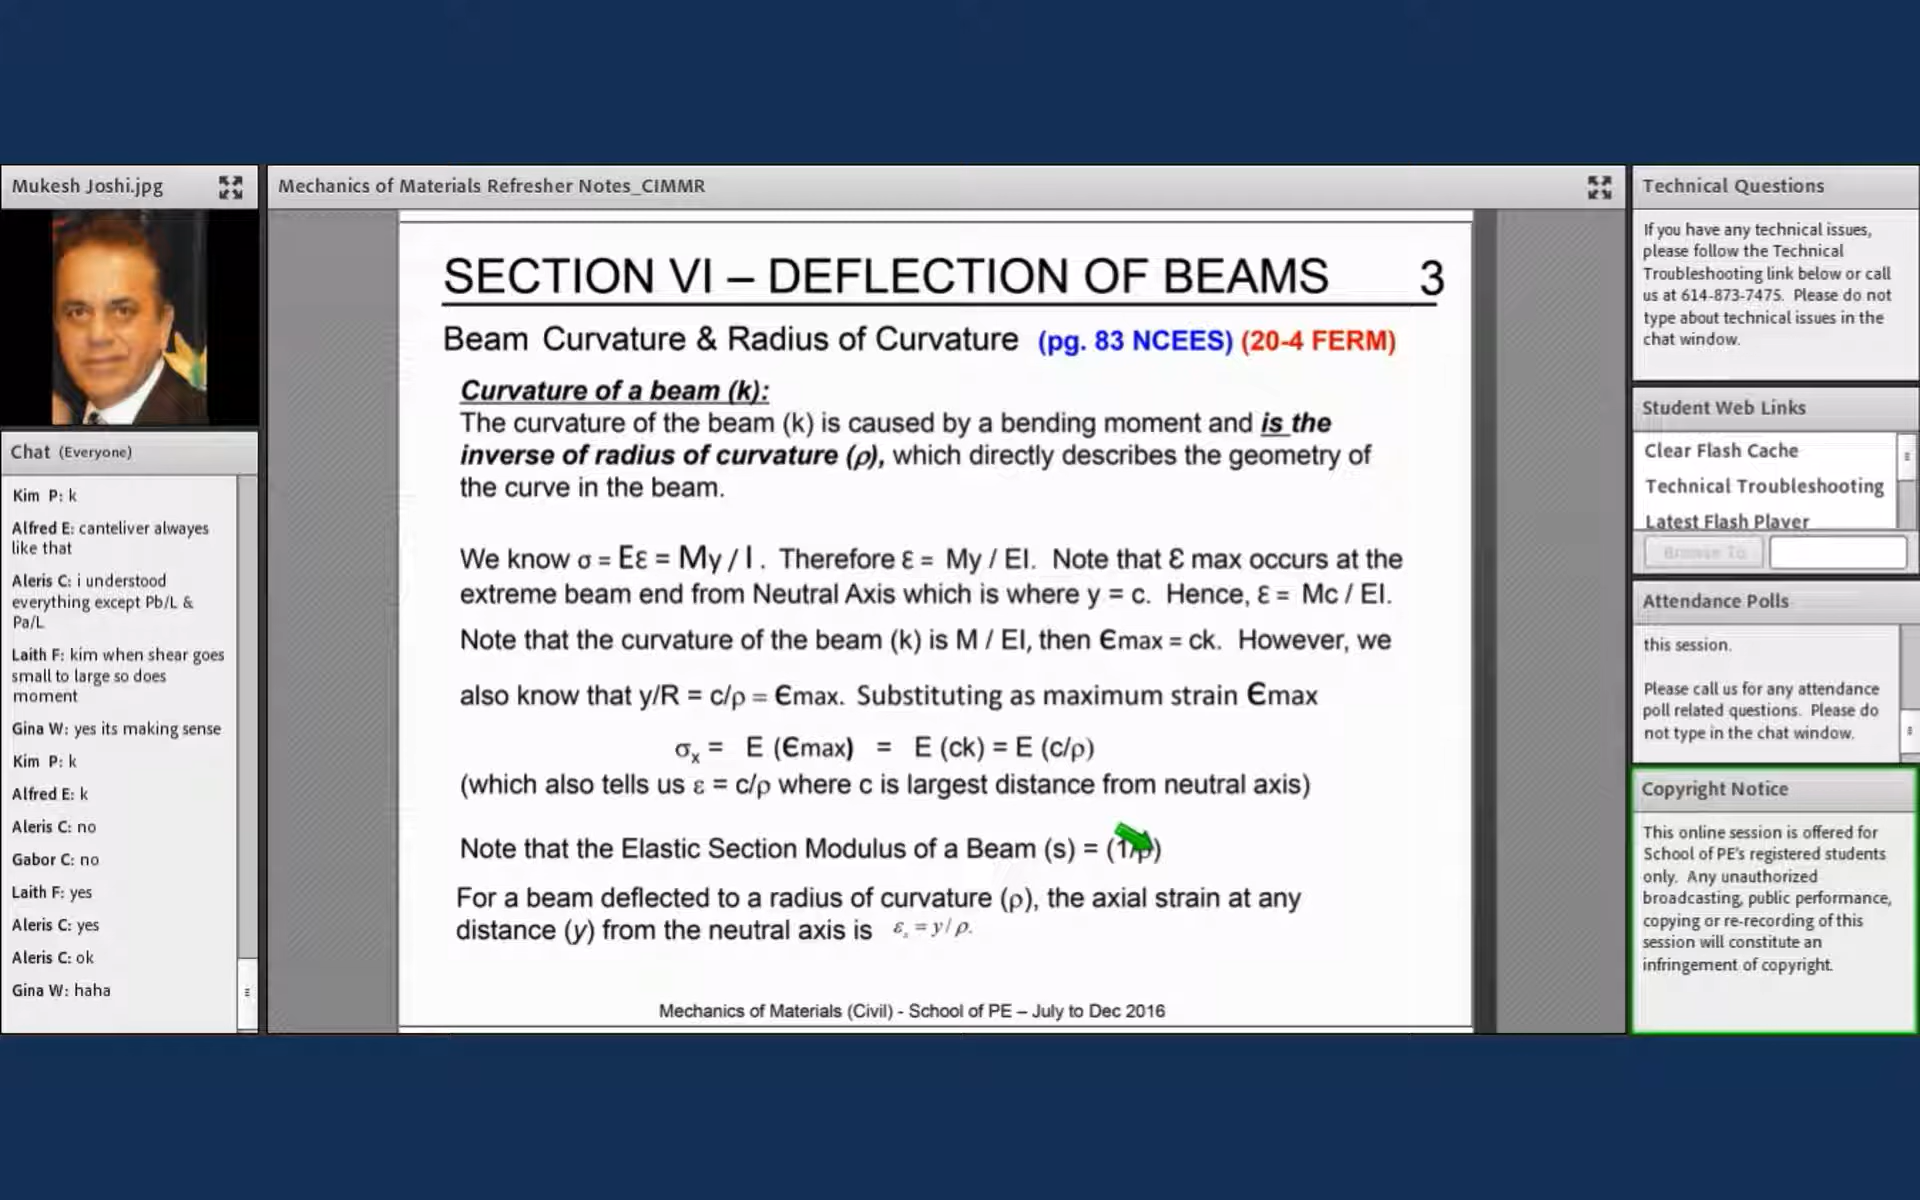 Mukesh Joshi.jpg
Chat (Everyone)
Kim P: k
Alfred E: canteliver alwayes
like that
Aleris C: i understood
everything except Pb/L &
Pa/L
Laith F: kim when shear goes
small to large so does
moment
Gina W: yes its making sense
Kim P: k
Alfred E: k
Aleris C: no
Gabor C: no
Laith F: yes
Aleris C: yes
Aleris C: ok
Gina W: haha
Mechanics of Materials Refresher Notes_CIMMR
SECTION VI – DEFLECTION OF BEAMS 3
Beam Curvature & Radius of Curvature (pg. 83 NCEES) (20-4 FERM)
Curvature of a beam (k):
The curvature of the beam (k) is caused by a bending moment and is the
inverse of radius of curvature (ρ), which directly describes the geometry of
the curve in the beam.
We know σ = Eε = My / I . Therefore ε = My / EI. Note that Ɛ max occurs at the
extreme beam end from Neutral Axis which is where y = c. Hence, ε = Mc / EI.
Note that the curvature of the beam (k) is M / EI, then Єmax = ck. However, we
also know that y/R = c/ρ = Єmax. Substituting as maximum strain Єmax
σx = E (Єmax) = E (ck) = E (c/ρ)
(which also tells us ε = c/ρ where c is largest distance from neutral axis)
Note that the Elastic Section Modulus of a Beam (s) = (1/ρ)
For a beam deflected to a radius of curvature (ρ), the axial strain at any
distance (y) from the neutral axis is εx = y/ρ.
Mechanics of Materials (Civil) - School of PE – July to Dec 2016
Technical Questions
If you have any technical issues,
please follow the Technical
Troubleshooting link below or call
us at 614-873-7475. Please do not
type about technical issues in the
chat window.
Student Web Links
Clear Flash Cache
Technical Troubleshooting
Latest Flash Player
Browse To
Attendance Polls
this session.
Please call us for any attendance
poll related questions. Please do
not type in the chat window.
Copyright Notice
This online session is offered for
School of PE's registered students
only. Any unauthorized
broadcasting, public performance,
copying or re-recording of this
session will constitute an
infringement of copyright.